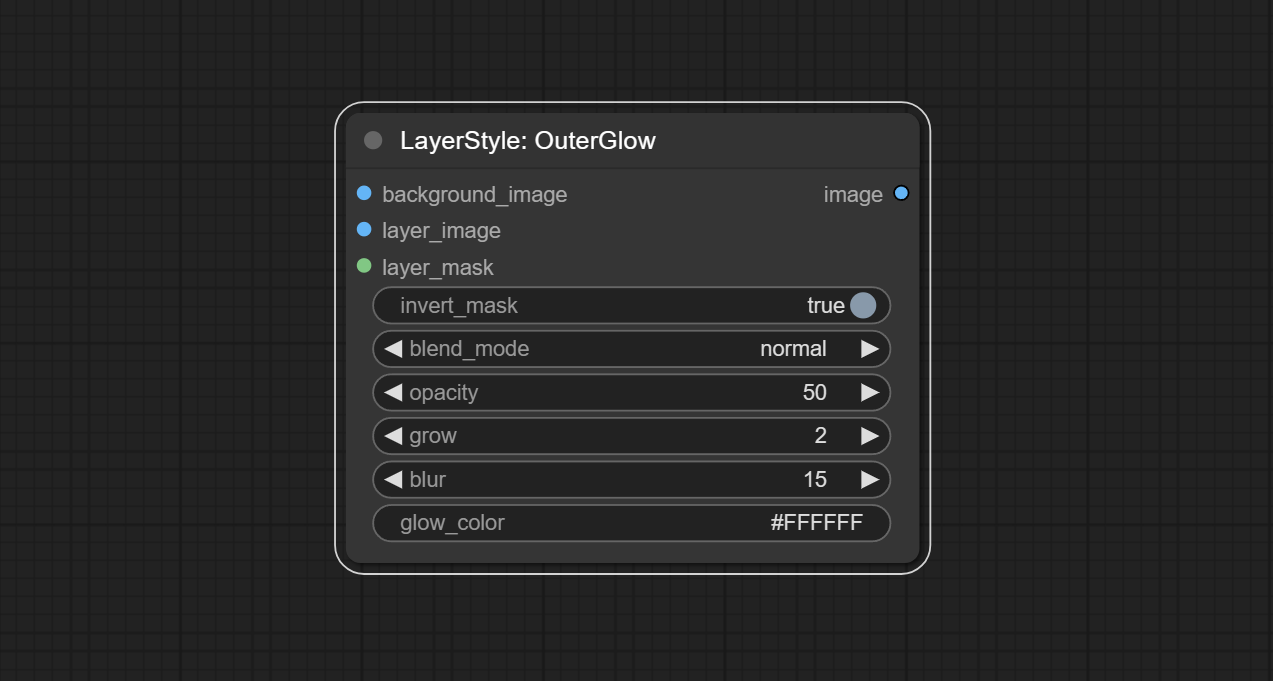 LayerStyle: OuterGlow
background_image image
layer_image
layer_mask
invert_mask true
blend_mode normal
opacity 50
grow 2
blur 15
glow_color #FFFFFF